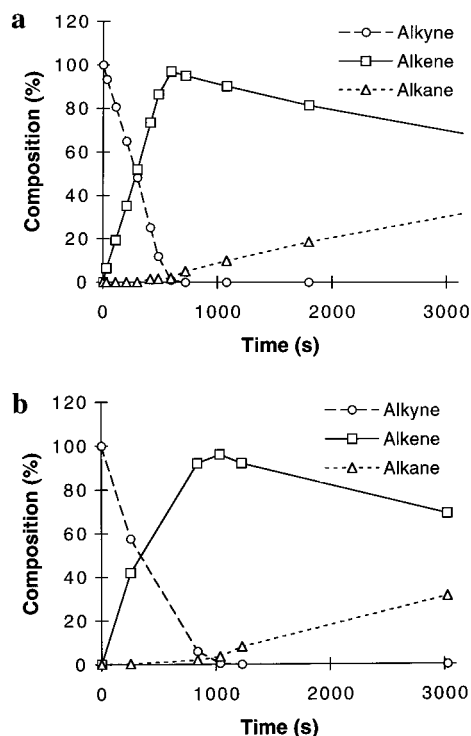 a
Alkyne
Alkene
Alkane
Composition (%)
120
100
80
60
40
20
0
0 1000 2000 3000
Time (s)
b
Alkyne
Alkene
Alkane
Composition (%)
120
100
80
60
40
20
0
0 1000 2000 3000
Time (s)